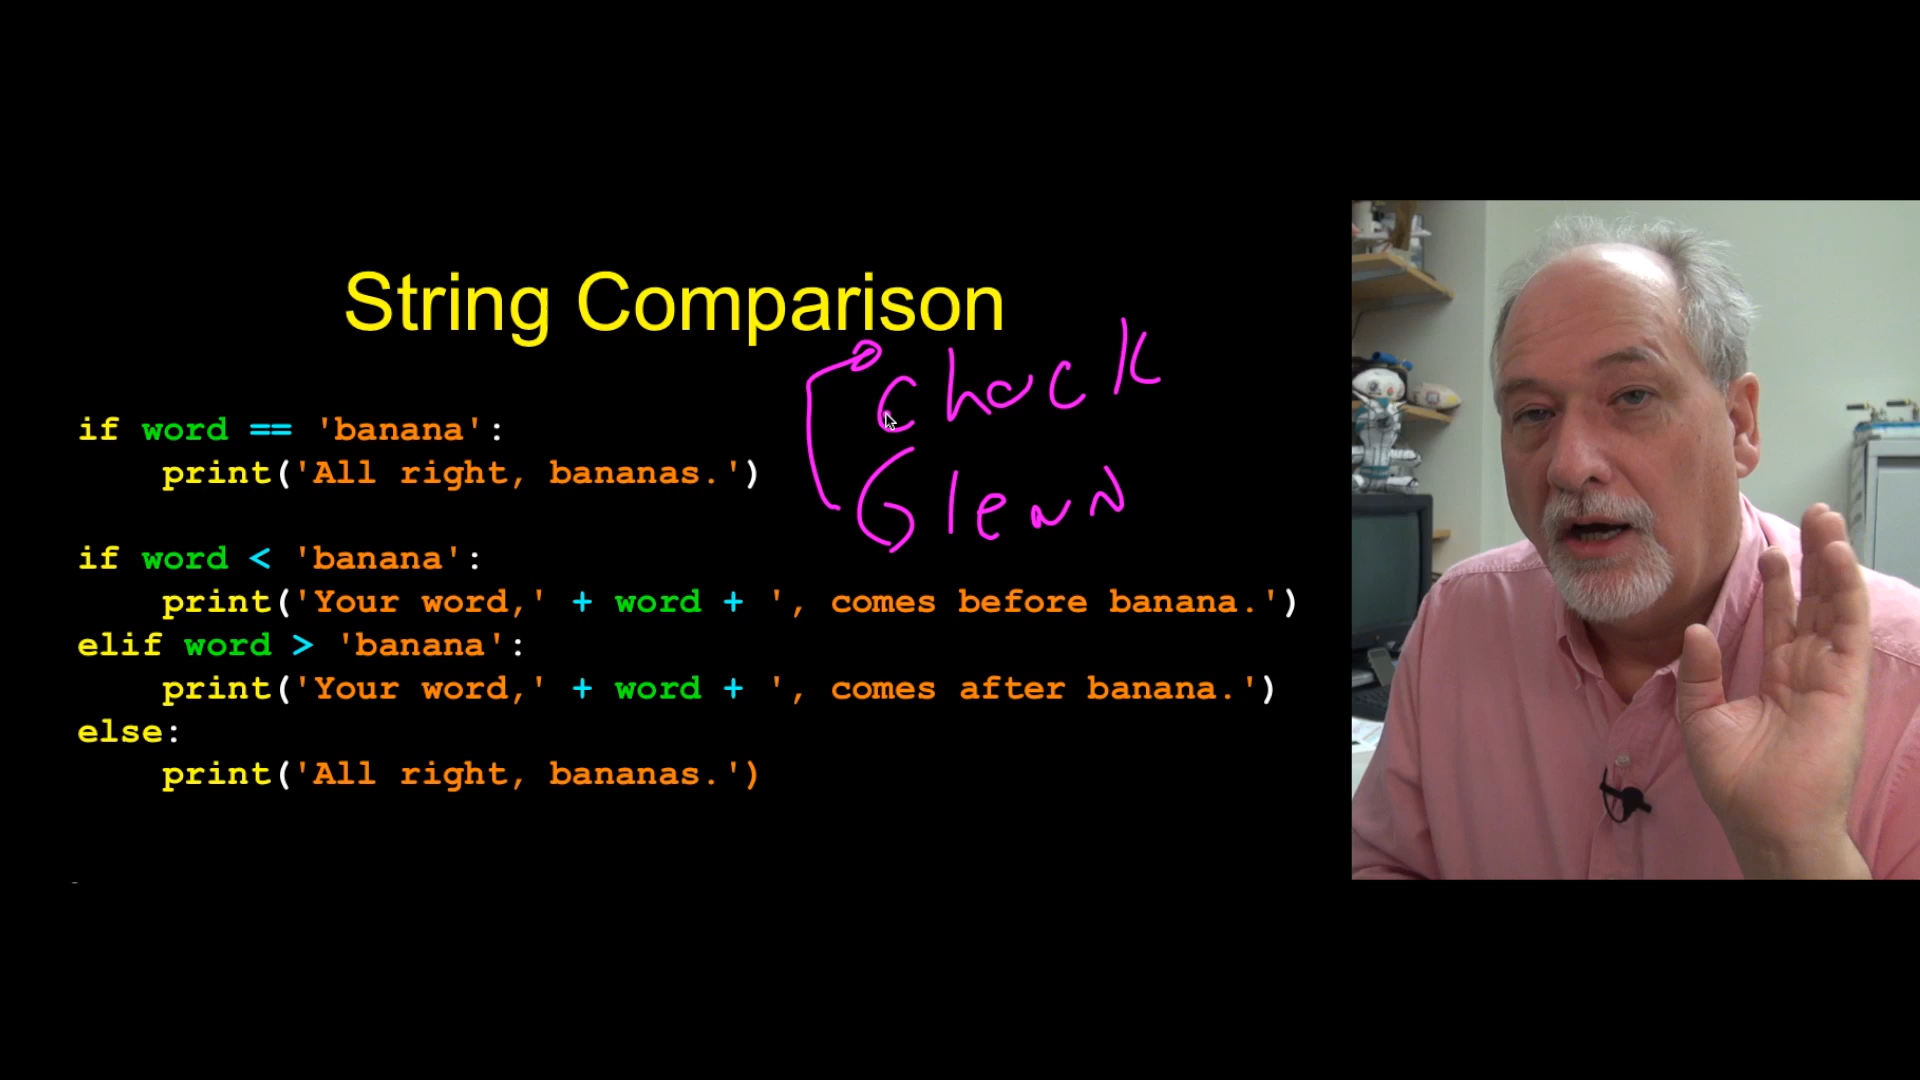 String Comparison
chuck
Glenn
if word == 'banana':
    print('All right, bananas.')
if word < 'banana':
    print('Your word,' + word + ', comes before banana.')
elif word > 'banana':
    print('Your word,' + word + ', comes after banana.')
else:
    print('All right, bananas.')